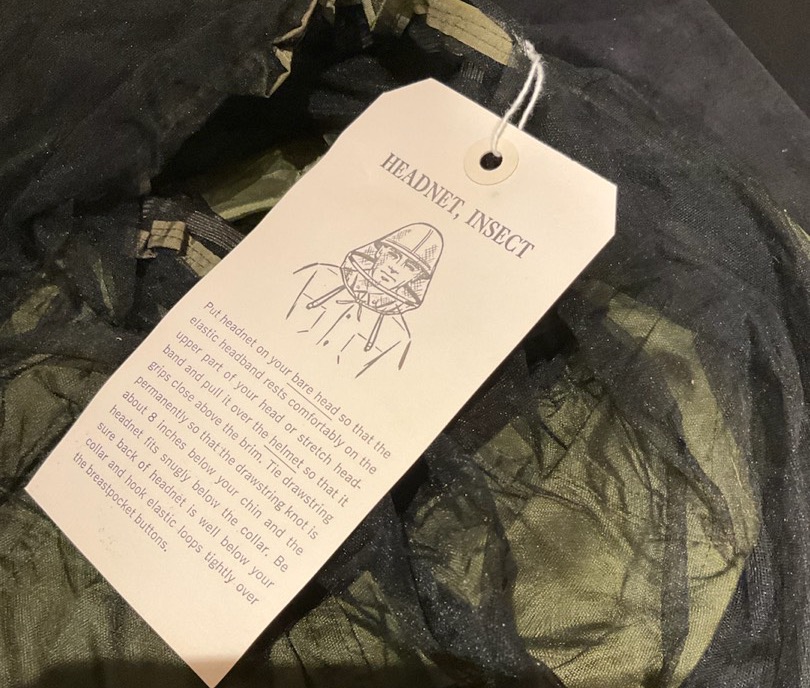 HEADNET, INSECT
Put headnet on your bare head so that the
elastic headband rests comfortably on the
upper part of your head or stretch head-
band and pull it over the helmet so that it
grips close above the brim. Tie drawstring
permanently so that the drawstring knot is
about 8 inches below your chin and the
headnet fits snugly below the collar. Be
sure back of headnet is well below your
collar and hook elastic loops tightly over
the breastpocket buttons.